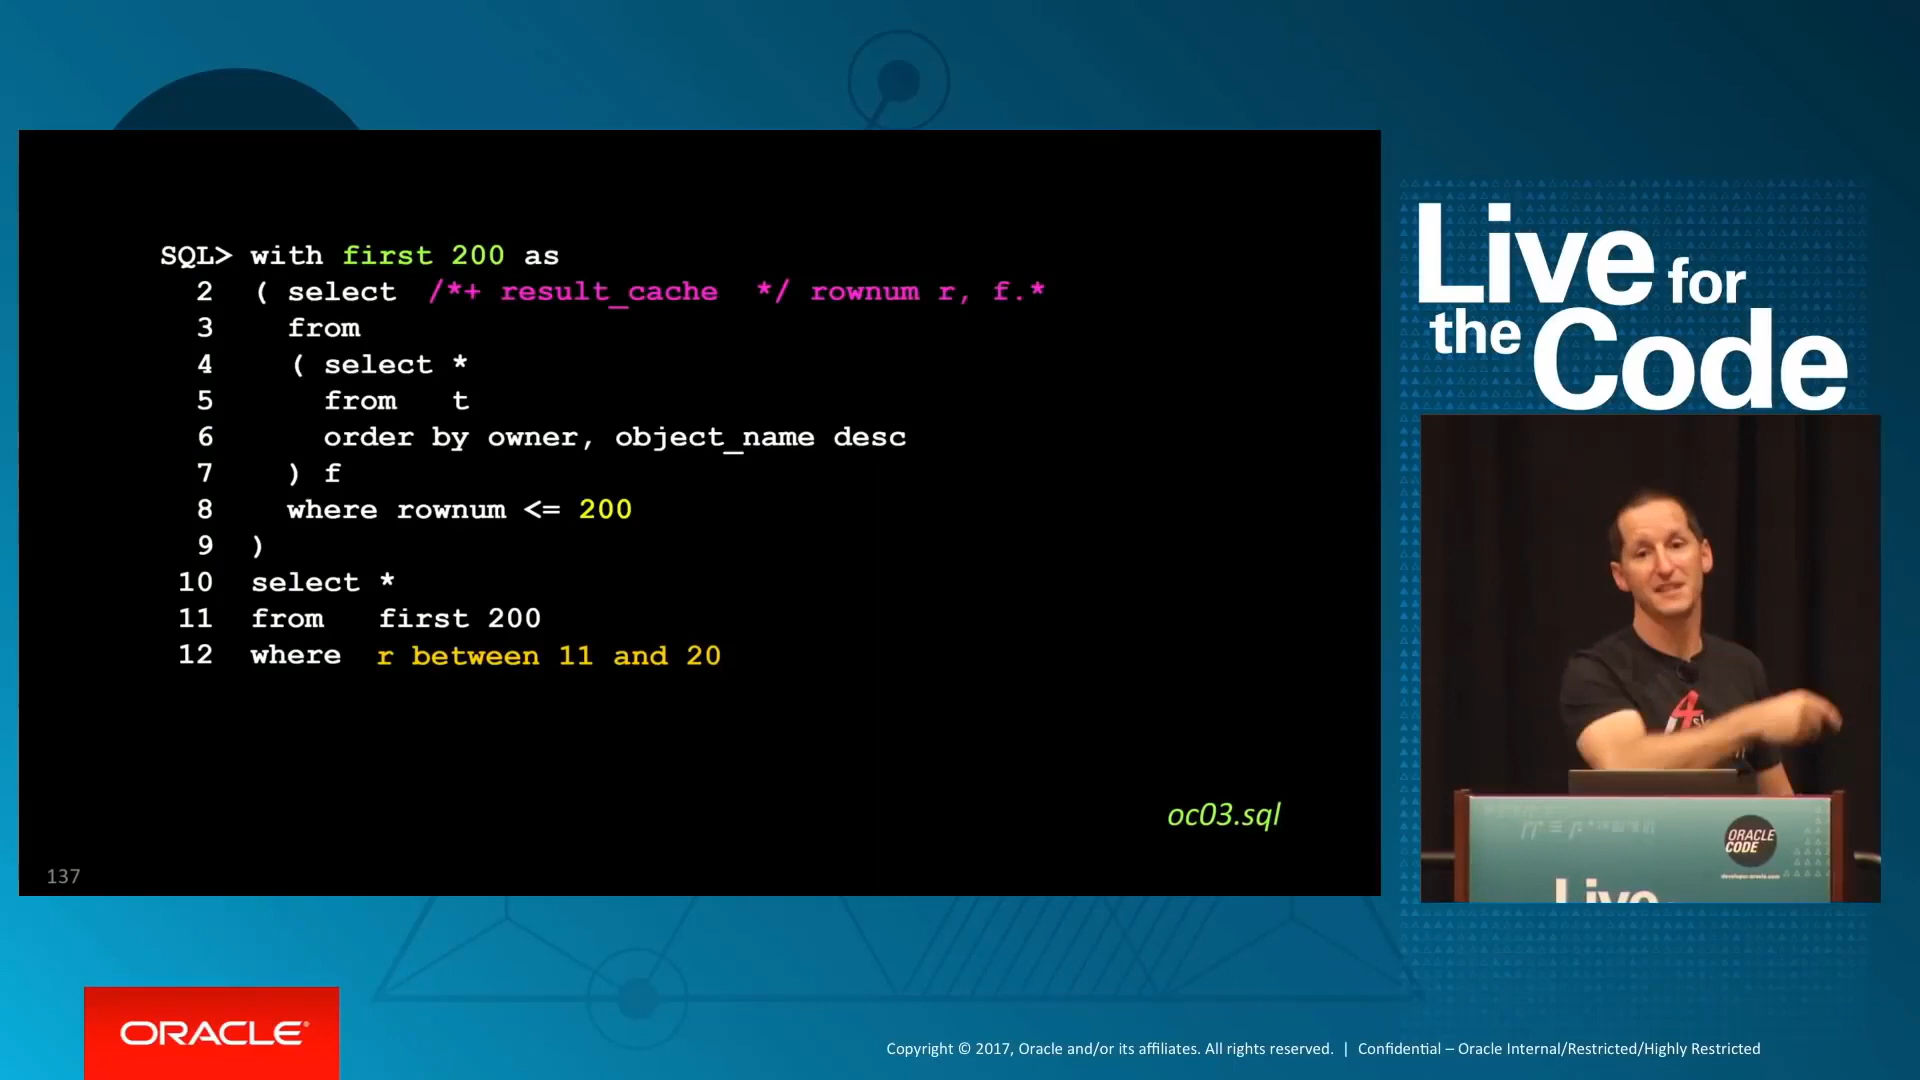 SQL> with first 200 as
2 ( select /*+ result_cache */ rownum r, f.*
3 from
4 ( select *
5 from t
6 order by owner, object_name desc
7 ) f
8 where rownum <= 200
9 )
10 select *
11 from first 200
12 where r between 11 and 20
oc03.sql
137
Live for
the Code
ORACLE
CODE
Live
ORACLE®
Copyright © 2017, Oracle and/or its affiliates. All rights reserved. | Confidential – Oracle Internal/Restricted/Highly Restricted